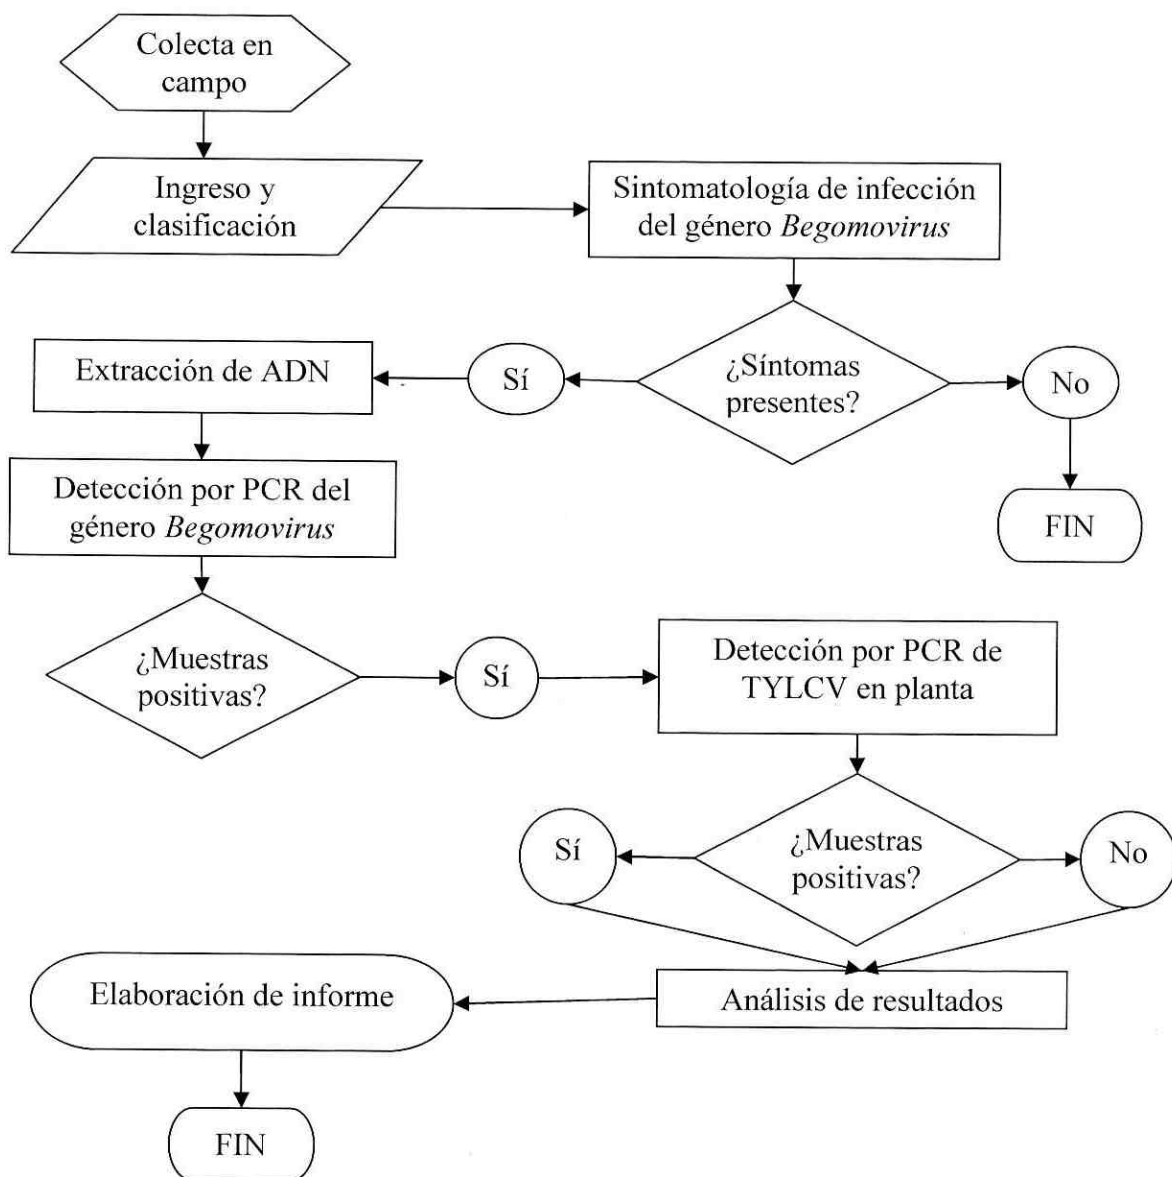 Colecta en
campo
Ingreso y
clasificación
Sintomatología de infección
del género Begomovirus
¿Síntomas
presentes?
Sí
No
Extracción de ADN
FIN
Detección por PCR del
género Begomovirus
¿Muestras
positivas?
Sí
Detección por PCR de
TYLCV en planta
¿Muestras
positivas?
Sí
No
Análisis de resultados
Elaboración de informe
FIN